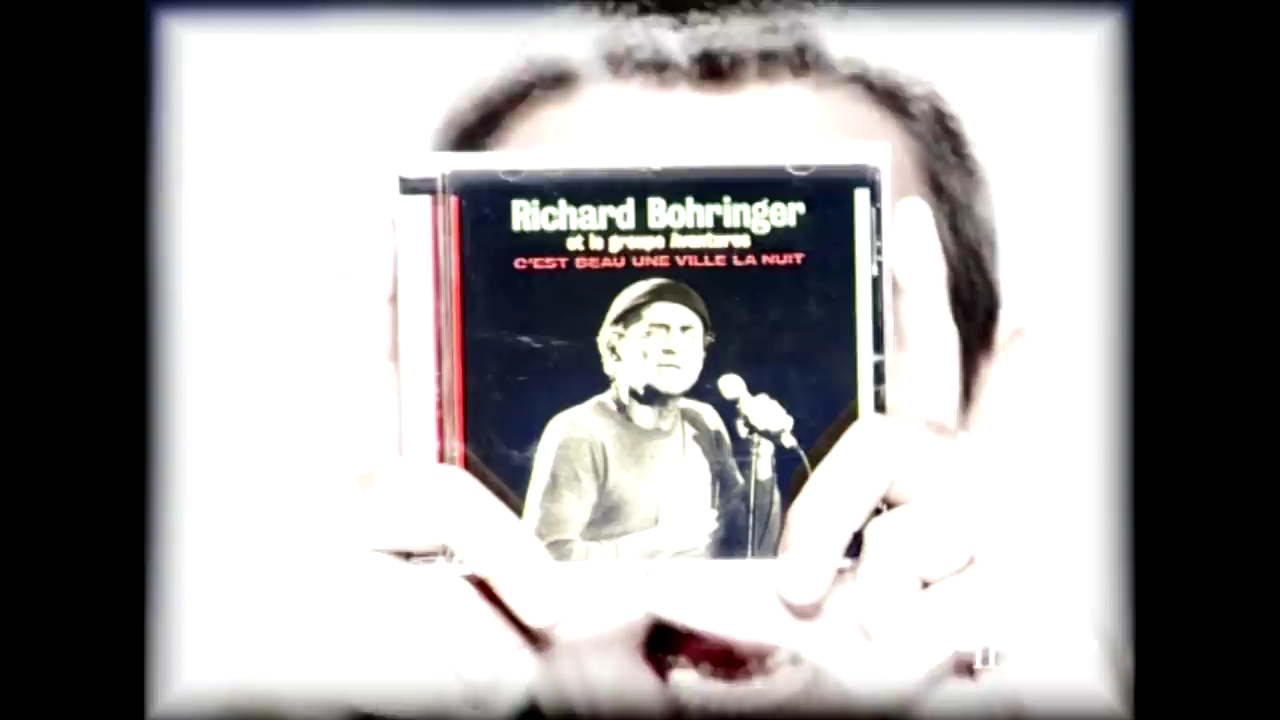 Richard Bohringer
et le groupe Aventures
C'EST BEAU UNE VILLE LA NUIT